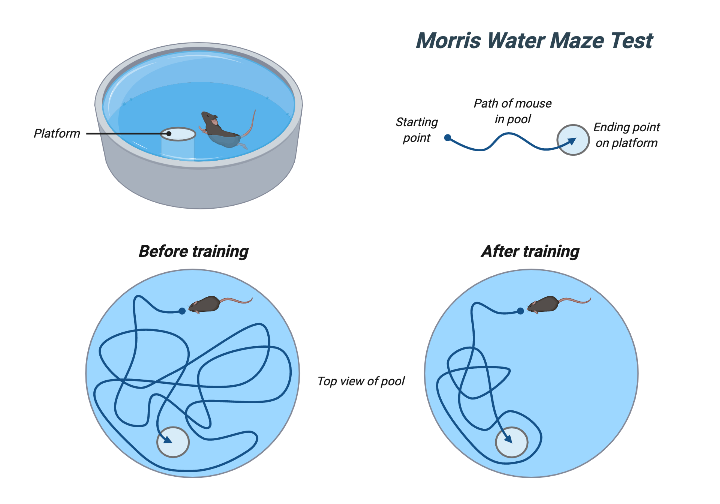 Morris Water Maze Test
Platform
Starting
point
Path of mouse
in pool
Ending point
on platform
Before training
After training
Top view of pool